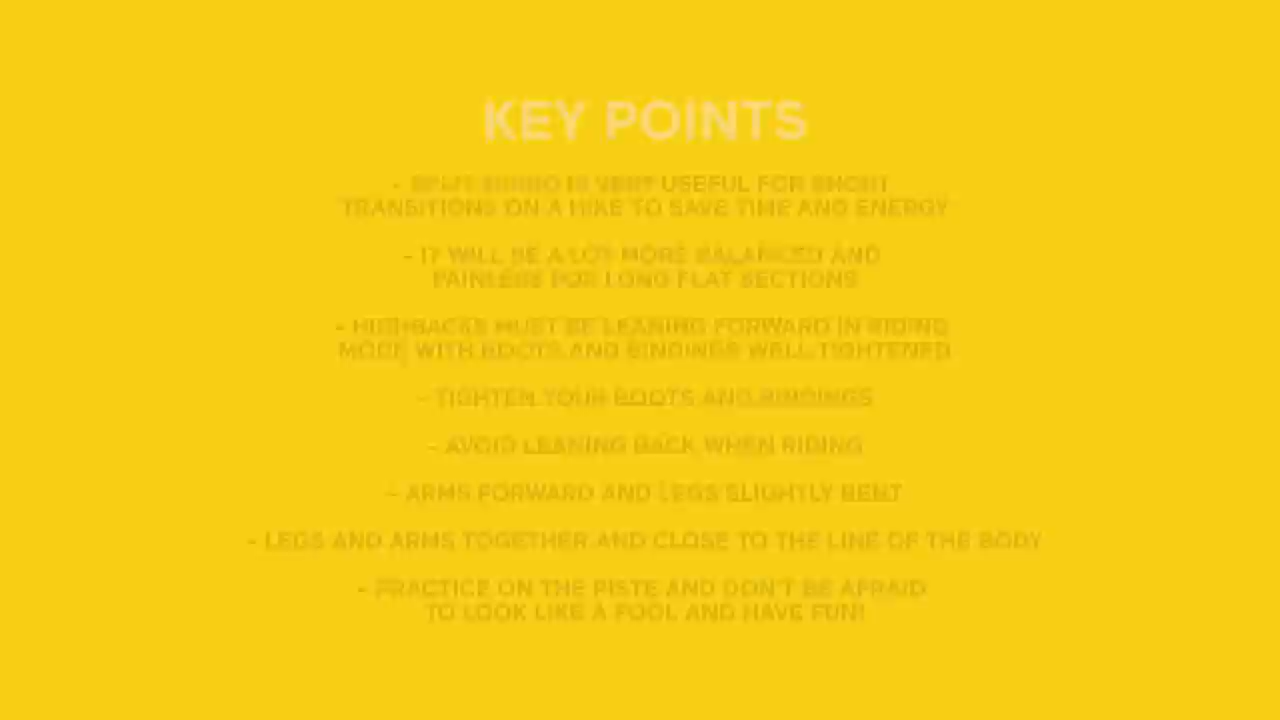 KEY POINTS
IS VERY USEFUL FOR SHORT
TRANSITIONS ON A HIKE TO SAVE TIME AND ENERGY
- IT WILL BE A LOT MORE BALANCED AND
PAINLESS FOR LONG FLAT SECTIONS
- HIGHBACKS MUST BE LEANING FORWARD IN RIDING
MODE WITH BOOTS AND BINDINGS WELL TIGHTENED
- TIGHTEN YOUR BOOTS AND BINDINGS
- AVOID LEANING BACK WHEN RIDING
- ARMS FORWARD AND LEGS SLIGHTLY BENT
- LEGS AND ARMS TOGETHER AND CLOSE TO THE LINE OF THE BODY
- PRACTICE ON THE PISTE AND DON'T BE AFRAID
TO LOOK LIKE A FOOL AND HAVE FUN!